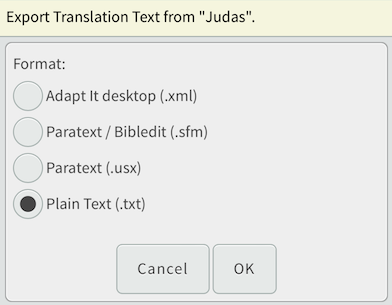 Export Translation Text from "Judas".
Format:
Adapt It desktop (.xml)
Paratext / Bibledit (.sfm)
Paratext (.usx)
Plain Text (.txt)
Cancel OK